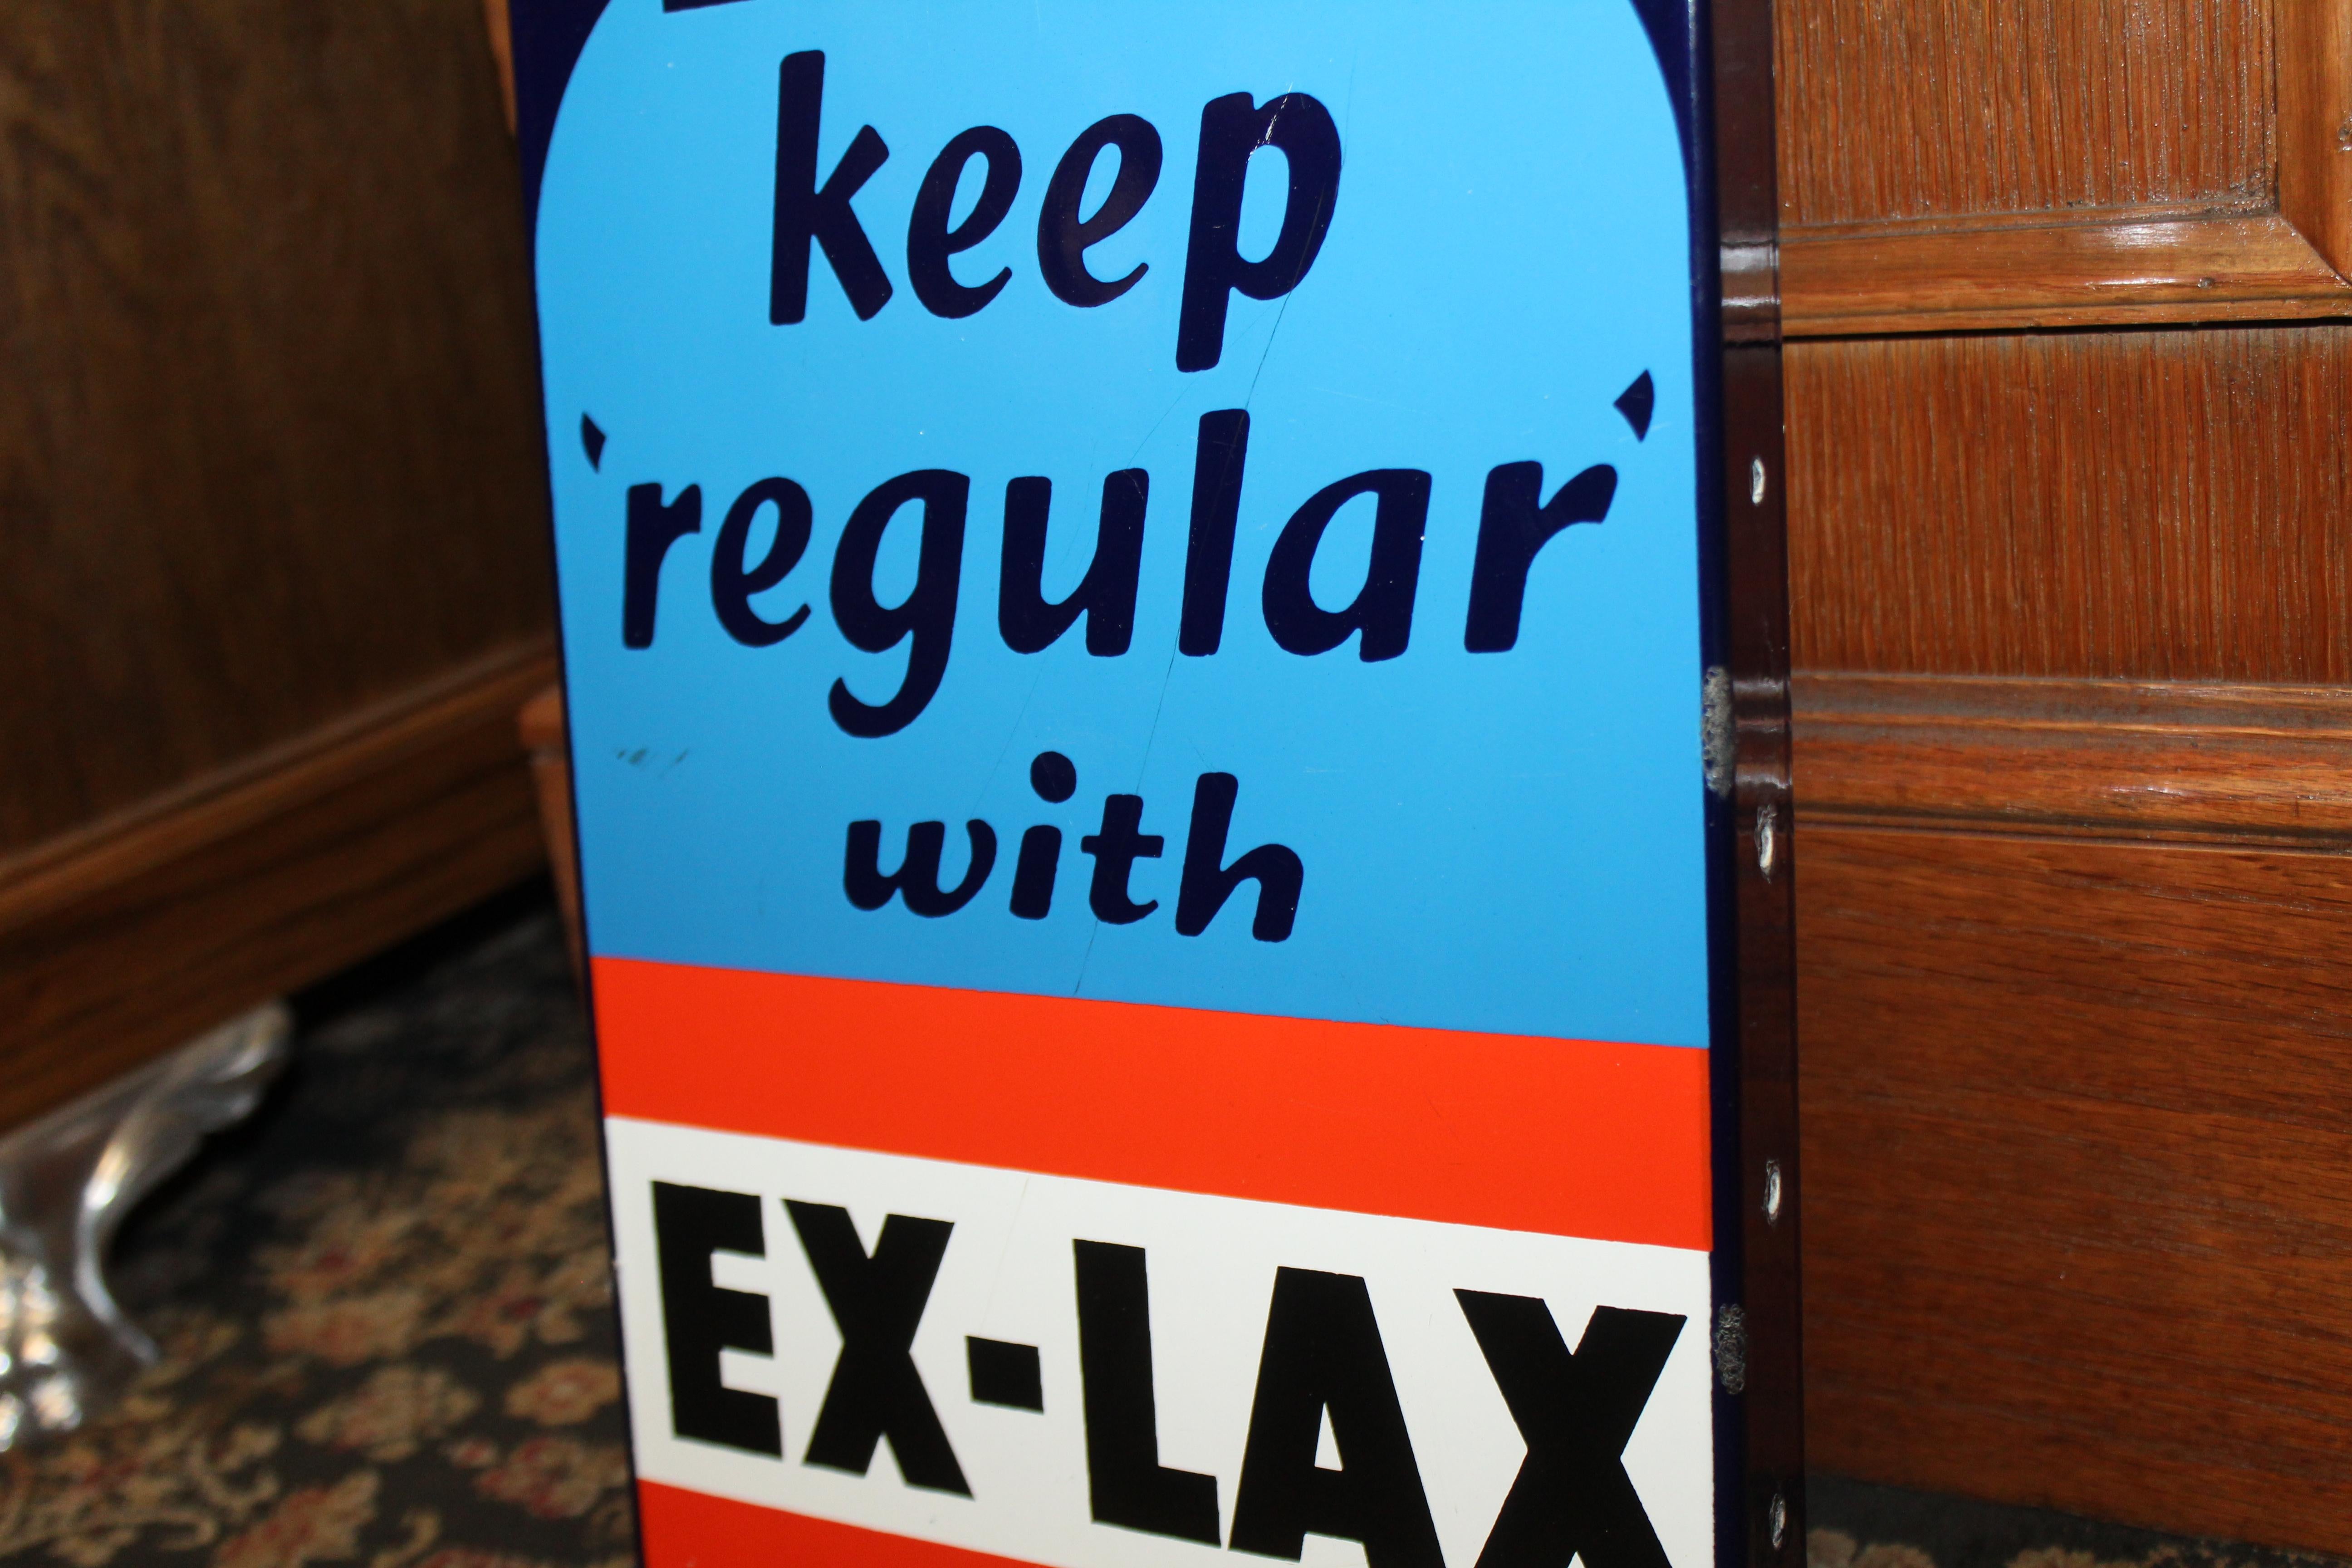 keep
‘regular’
with
EX-LAX